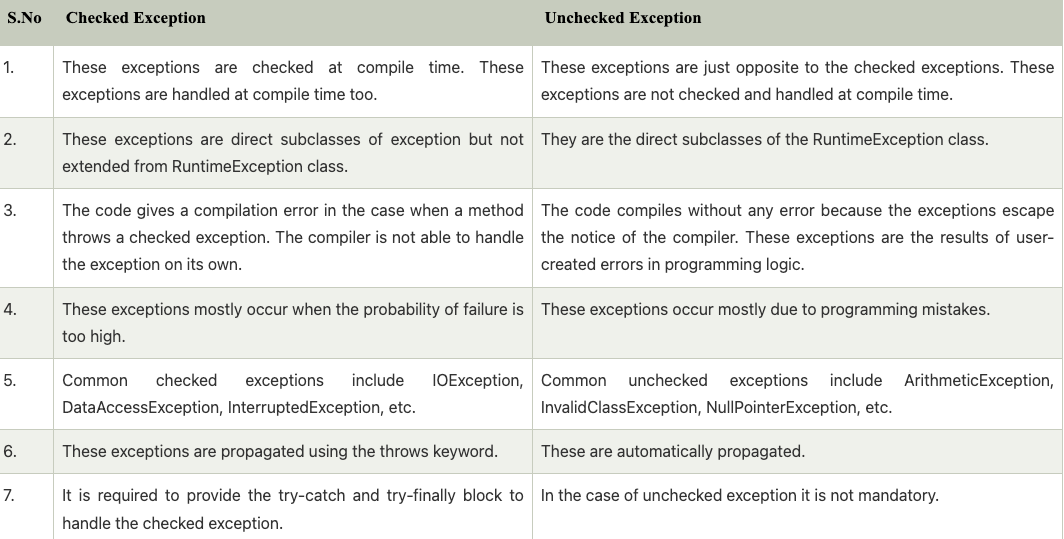 S.No Checked Exception Unchecked Exception
1. These exceptions are checked at compile time. These
exceptions are handled at compile time too.
These exceptions are just opposite to the checked exceptions. These
exceptions are not checked and handled at compile time.
2. These exceptions are direct subclasses of exception but not
extended from RuntimeException class.
They are the direct subclasses of the RuntimeException class.
3. The code gives a compilation error in the case when a method
throws a checked exception. The compiler is not able to handle
the exception on its own.
The code compiles without any error because the exceptions escape
the notice of the compiler. These exceptions are the results of user-
created errors in programming logic.
4. These exceptions mostly occur when the probability of failure is
too high.
These exceptions occur mostly due to programming mistakes.
5. Common checked exceptions include IOException,
DataAccessException, InterruptedException, etc.
Common unchecked exceptions include ArithmeticException,
InvalidClassException, NullPointerException, etc.
6. These exceptions are propagated using the throws keyword.
These are automatically propagated.
7. It is required to provide the try-catch and try-finally block to
handle the checked exception.
In the case of unchecked exception it is not mandatory.